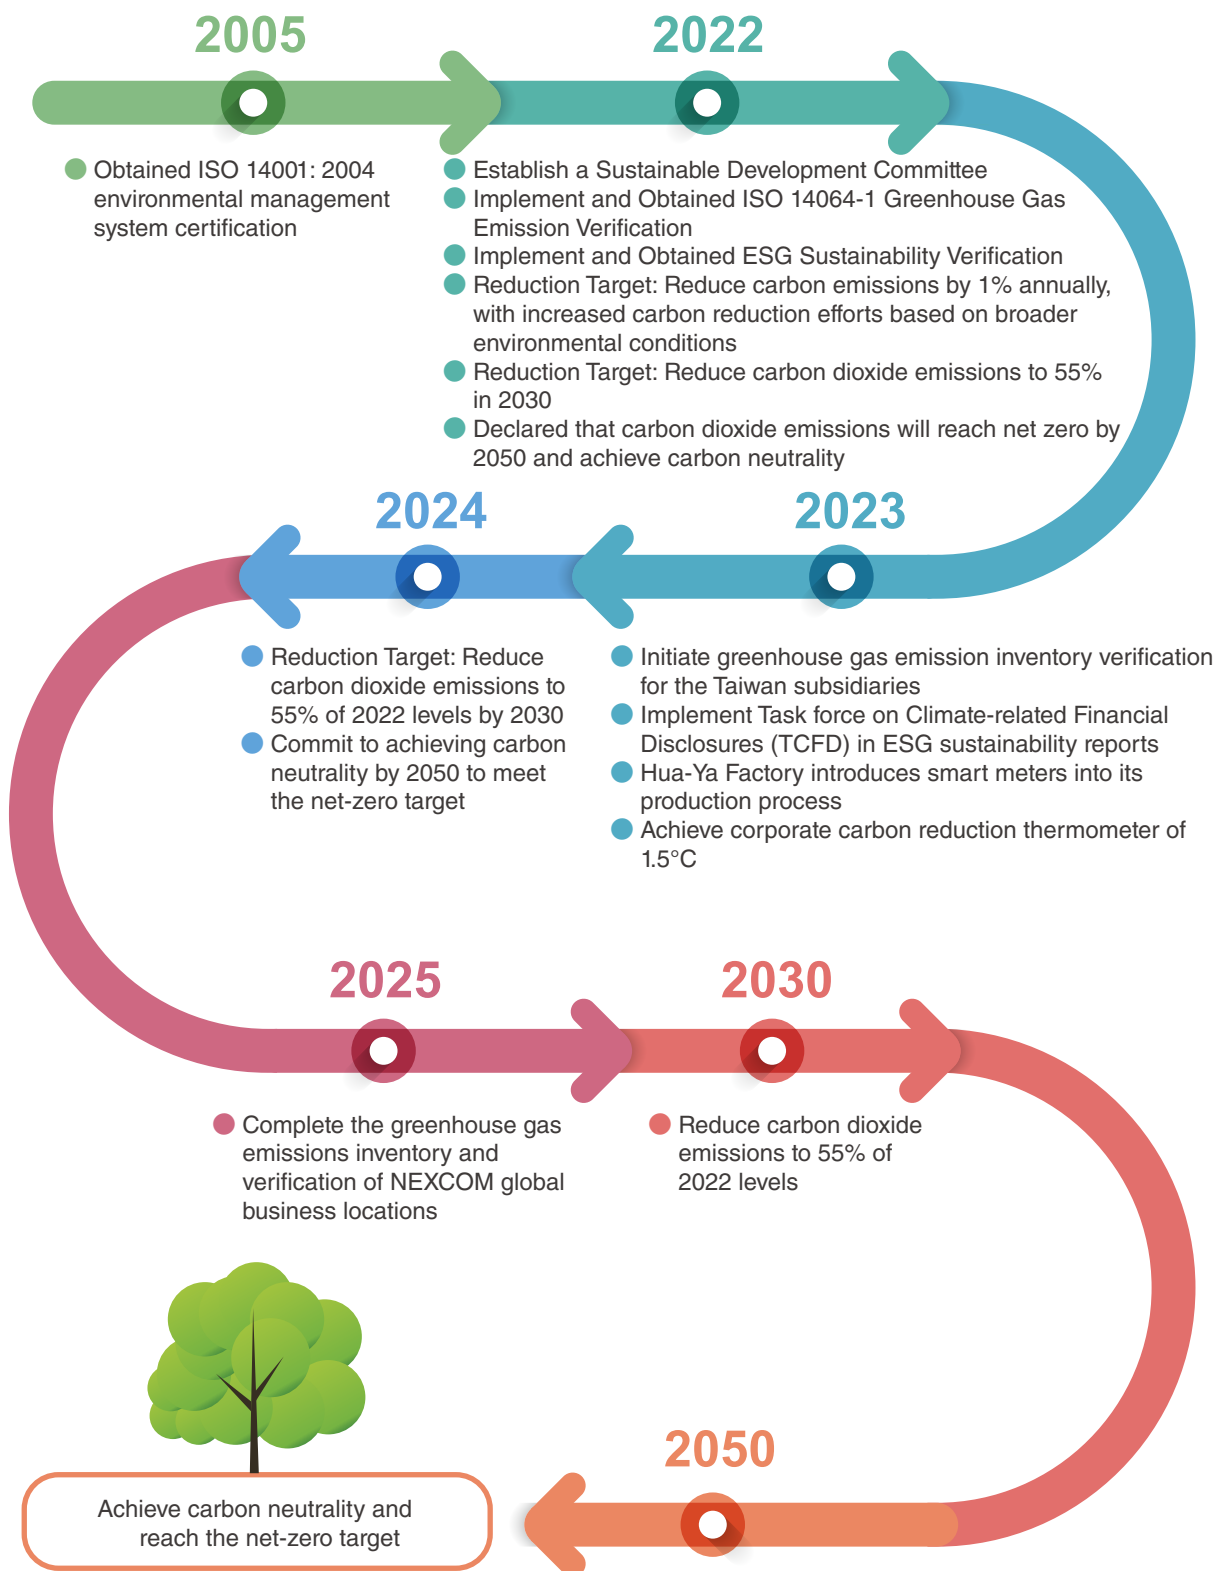 2005
Obtained ISO 14001: 2004
environmental management
system certification
2022
Establish a Sustainable Development Committee
Implement and Obtained ISO 14064-1 Greenhouse Gas
Emission Verification
Implement and Obtained ESG Sustainability Verification
Reduction Target: Reduce carbon emissions by 1% annually,
with increased carbon reduction efforts based on broader
environmental conditions
Reduction Target: Reduce carbon dioxide emissions to 55%
in 2030
Declared that carbon dioxide emissions will reach net zero by
2050 and achieve carbon neutrality
2023
Initiate greenhouse gas emission inventory verification
for the Taiwan subsidiaries
Implement Task force on Climate-related Financial
Disclosures (TCFD) in ESG sustainability reports
Hua-Ya Factory introduces smart meters into its
production process
Achieve corporate carbon reduction thermometer of
1.5°C
2024
Reduction Target: Reduce
carbon dioxide emissions to
55% of 2022 levels by 2030
Commit to achieving carbon
neutrality by 2050 to meet
the net-zero target
2025
Complete the greenhouse gas
emissions inventory and
verification of NEXCOM global
business locations
2030
Reduce carbon dioxide
emissions to 55% of
2022 levels
2050
Achieve carbon neutrality and
reach the net-zero target